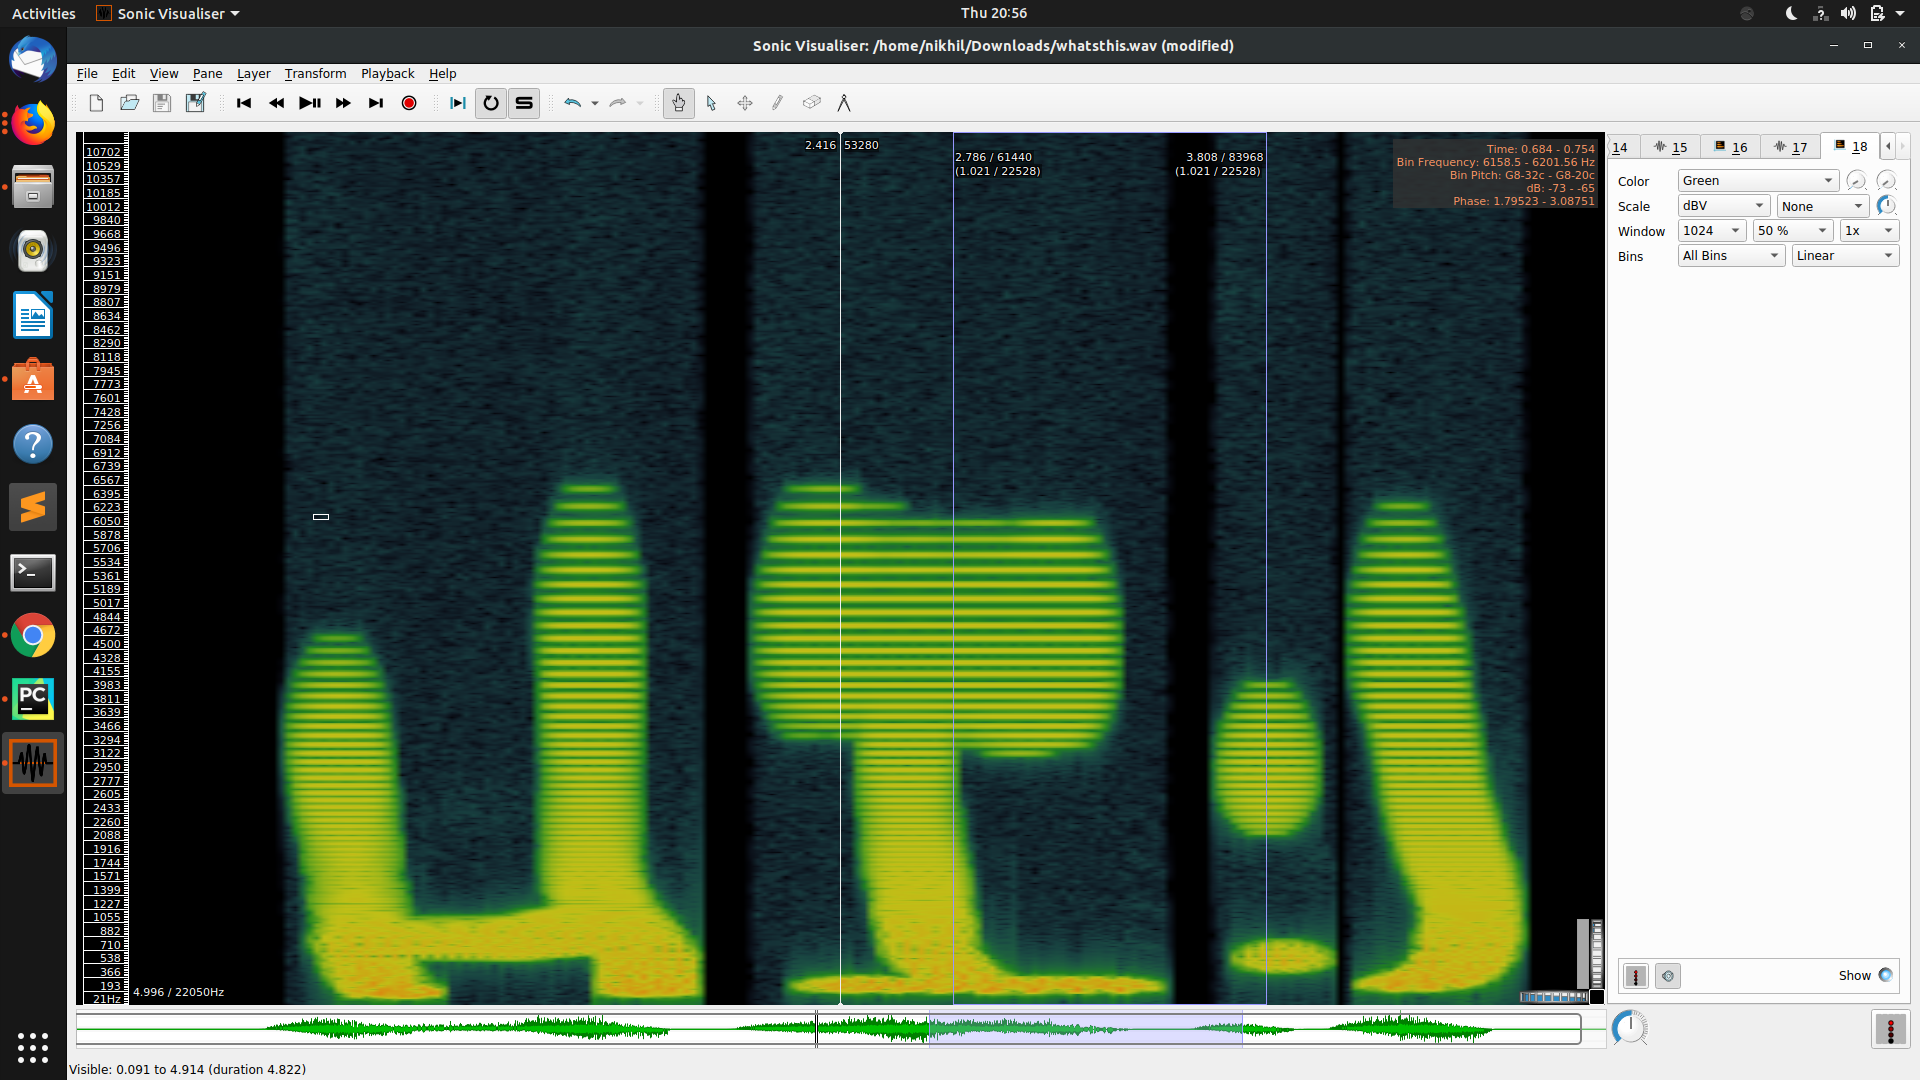 Activities Sonic Visualiser Thu 20:56
Sonic Visualiser: /home/nikhil/Downloads/whatsthis.wav (modified)
File Edit View Pane Layer Transform Playback Help
2.416 53280
2.786 / 61440
(1.021 / 22528)
3.808 / 83968
(1.021 / 22528)
Time: 0.684 - 0.754
Bin Frequency: 6158.5 - 6201.56 Hz
Bin Pitch: G8-32c - G8-20c
dB: -73 - -65
Phase: 1.79523 - 3.08751
14 15 16 17 18
Color Green
Scale dBV None
Window 1024 50 % 1x
Bins All Bins Linear
10702
10529
10357
10185
10012
9840
9668
9496
9323
9151
8979
8807
8634
8462
8290
8118
7945
7773
7601
7428
7256
7084
6912
6739
6567
6395
6223
6050
5878
5706
5534
5361
5189
5017
4844
4672
4500
4328
4155
3983
3811
3639
3466
3294
3122
2950
2777
2605
2433
2260
2088
1916
1744
1571
1399
1227
1055
882
710
538
366
193
21Hz
4.996 / 22050Hz
PC
Show
Visible: 0.091 to 4.914 (duration 4.822)